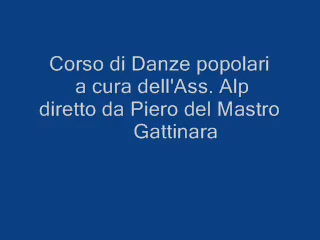 Corso di Danze popolari
a cura dell'Ass. Alp
diretto da Piero del Mastro
Gattinara